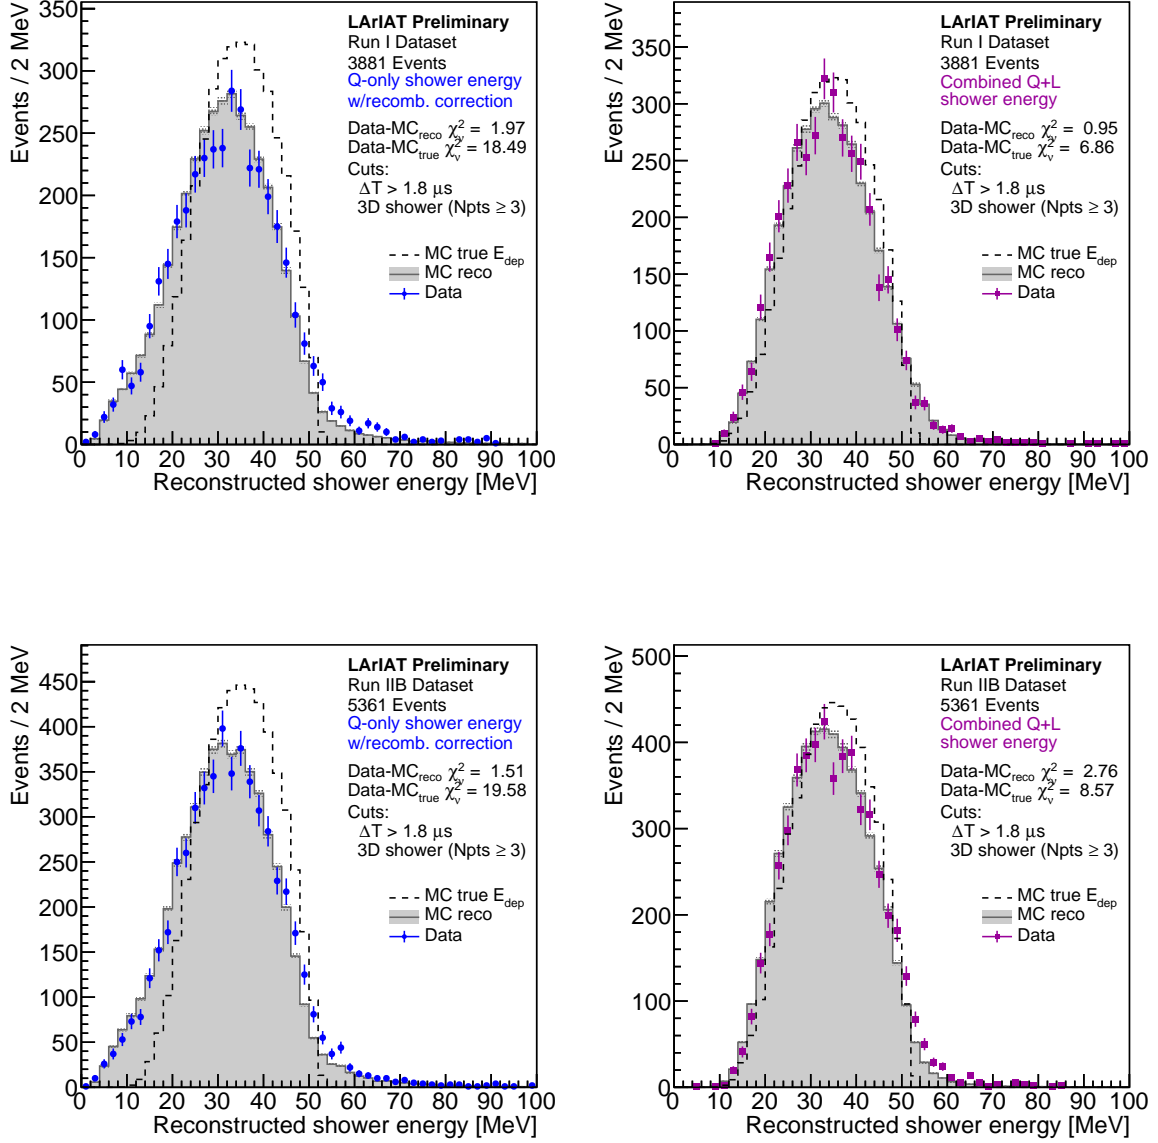 Events / 2 MeV
350
300
250
200
150
100
50
0
LArIAT Preliminary
Run I Dataset
3881 Events
Q-only shower energy
w/recomb. correction
Data-MC_reco χ²_ν = 1.97
Data-MC_true χ²_ν = 18.49
Cuts:
ΔT > 1.8 μs
3D shower (Npts ≥ 3)
MC true E_dep
MC reco
Data
0 10 20 30 40 50 60 70 80 90 100
Reconstructed shower energy [MeV]
Events / 2 MeV
350
300
250
200
150
100
50
0
LArIAT Preliminary
Run I Dataset
3881 Events
Combined Q+L
shower energy
Data-MC_reco χ²_ν = 0.95
Data-MC_true χ²_ν = 6.86
Cuts:
ΔT > 1.8 μs
3D shower (Npts ≥ 3)
MC true E_dep
MC reco
Data
0 10 20 30 40 50 60 70 80 90 100
Reconstructed shower energy [MeV]
Events / 2 MeV
450
400
350
300
250
200
150
100
50
0
LArIAT Preliminary
Run IIB Dataset
5361 Events
Q-only shower energy
w/recomb. correction
Data-MC_reco χ²_ν = 1.51
Data-MC_true χ²_ν = 19.58
Cuts:
ΔT > 1.8 μs
3D shower (Npts ≥ 3)
MC true E_dep
MC reco
Data
0 10 20 30 40 50 60 70 80 90 100
Reconstructed shower energy [MeV]
Events / 2 MeV
500
400
300
200
100
0
LArIAT Preliminary
Run IIB Dataset
5361 Events
Combined Q+L
shower energy
Data-MC_reco χ²_ν = 2.76
Data-MC_true χ²_ν = 8.57
Cuts:
ΔT > 1.8 μs
3D shower (Npts ≥ 3)
MC true E_dep
MC reco
Data
0 10 20 30 40 50 60 70 80 90 100
Reconstructed shower energy [MeV]